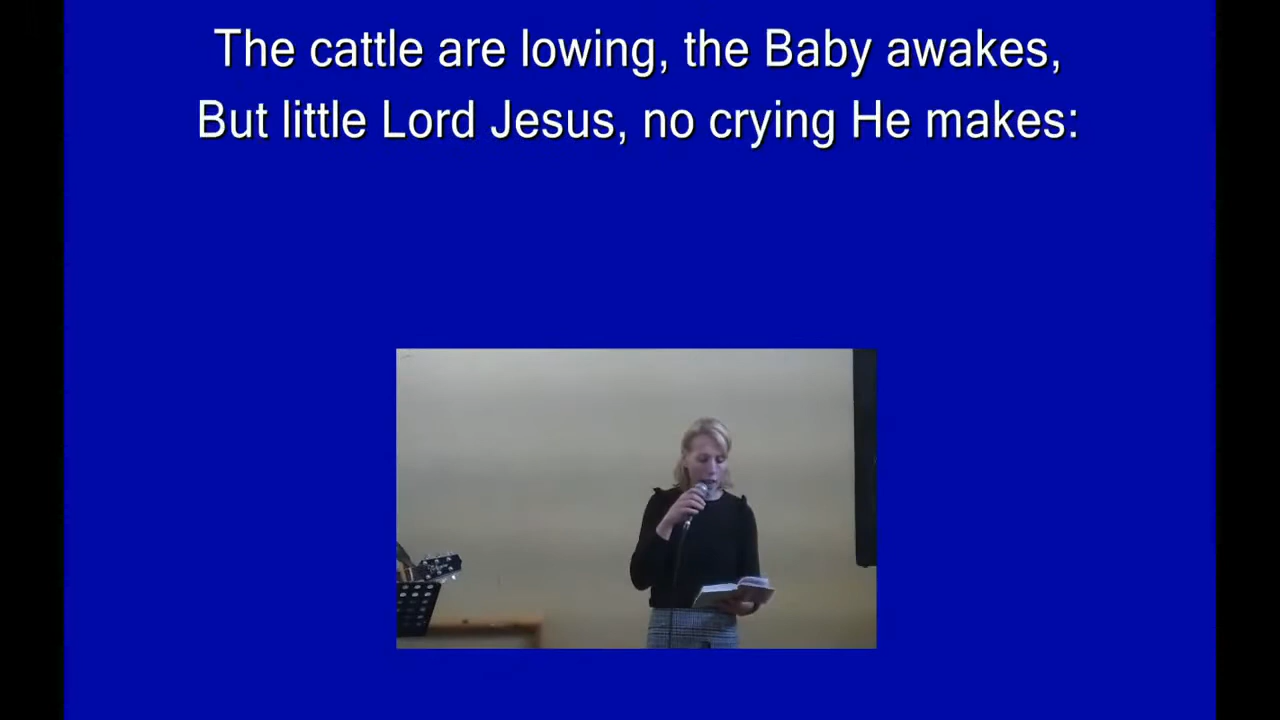 The cattle are lowing, the Baby awakes,
But little Lord Jesus, no crying He makes: